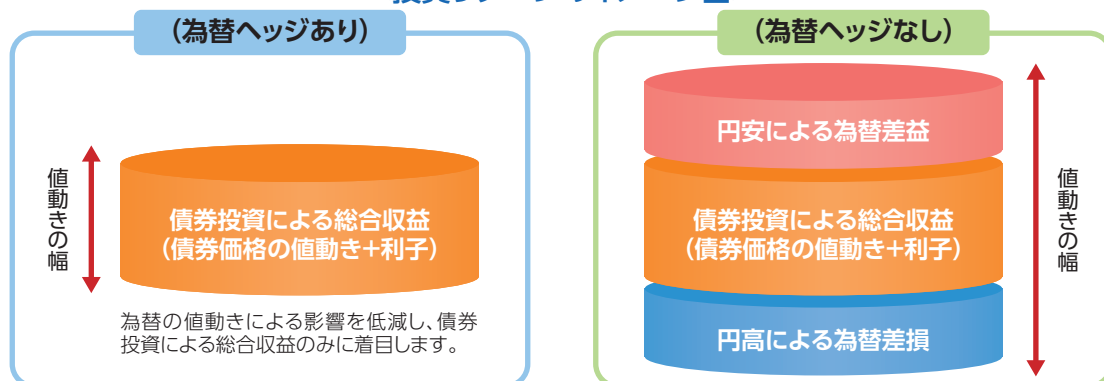 (為替ヘッジあり)
値動きの幅
債券投資による総合収益
(債券価格の値動き+利子)
為替の値動きによる影響を低減し、債券
投資による総合収益のみに着目します。
(為替ヘッジなし)
円安による為替差益
債券投資による総合収益
(債券価格の値動き+利子)
円高による為替差損
値動きの幅